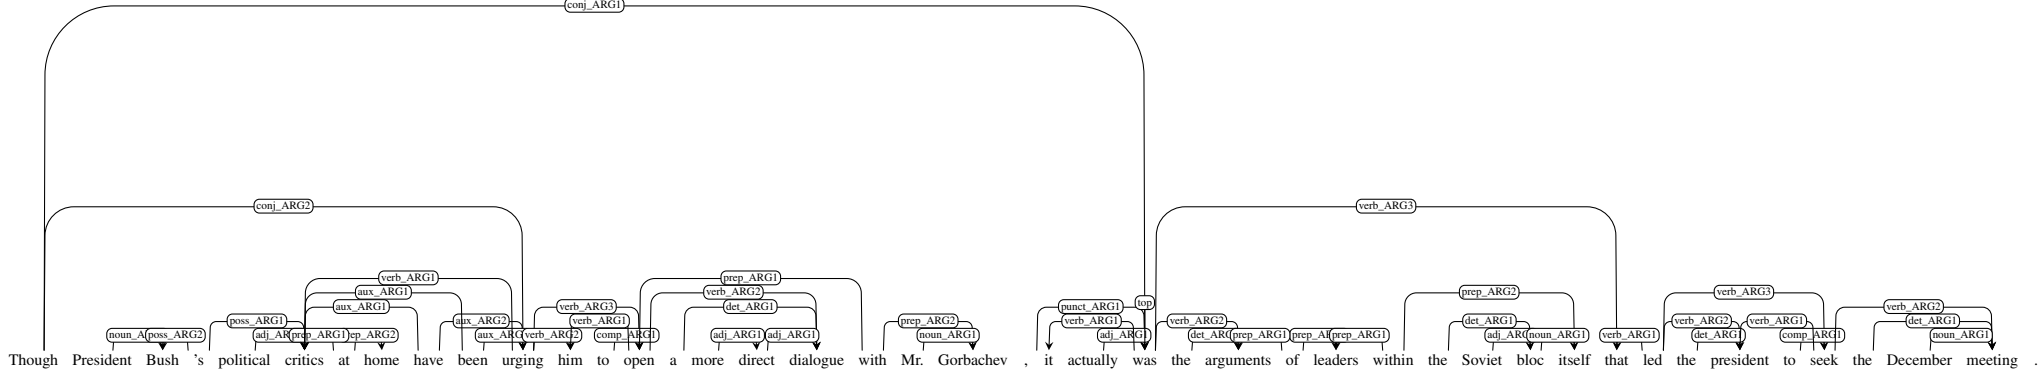 conj_ARG1
conj_ARG2 verb_ARG3
verb_ARG1 prep_ARG1
aux_ARG1 verb_ARG2 prep_ARG2 verb_ARG3
top
aux_ARG1 verb_ARG3 det_ARG1 punct_ARG1 verb_ARG2
poss_ARG1 aux_ARG2 verb_ARG1 prep_ARG2 verb_ARG1 verb_ARG2 det_ARG1 verb_ARG2 verb_ARG1 det_ARG1
poss_ARG2 prep_ARG1 verb_ARG2 comp_ARG1 adj_ARG1 adj_ARG1 noun_ARG1 adj_ARG1 prep_ARG1 prep_ARG1 noun_ARG1 verb_ARG1 det_ARG1 comp_ARG1 noun_ARG1
Though President Bush 's political critics at home have been urging him to open a more direct dialogue with Mr. Gorbachev , it actually was the arguments of leaders within the Soviet bloc itself that led the president to seek the December meeting .